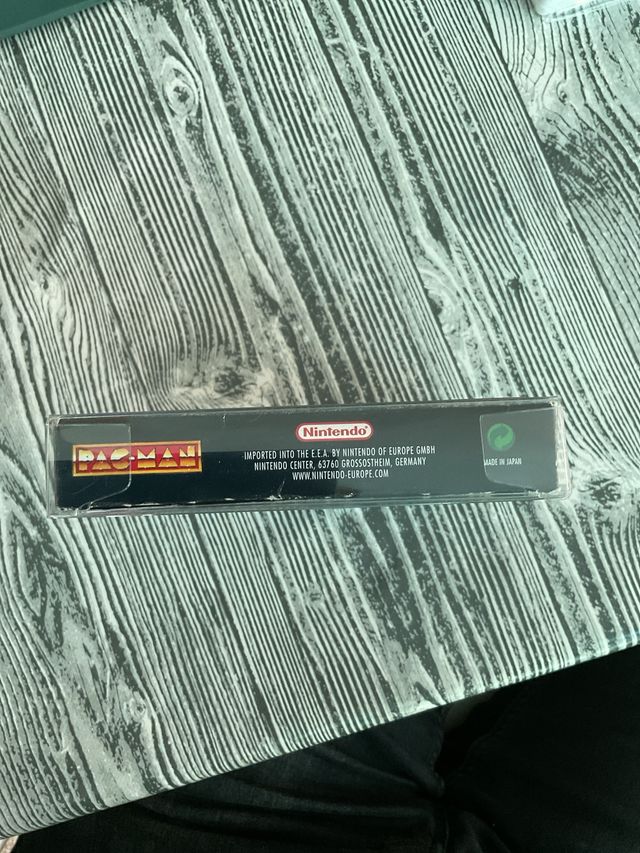 PAC-MAN
Nintendo
IMPORTED INTO THE E.E.A. BY NINTENDO OF EUROPE GMBH
NINTENDO CENTER, 63760 GROSSOSTHEIM, GERMANY
WWW.NINTENDO-EUROPE.COM
MADE IN JAPAN